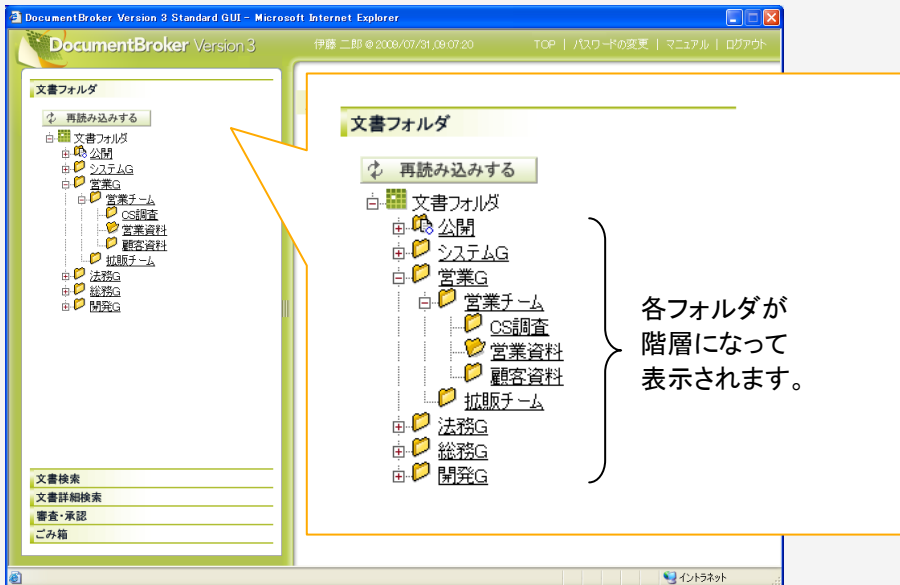 DocumentBroker Version 3 Standard GUI - Microsoft Internet Explorer
DocumentBroker Version 3
伊藤 二郎@2009/07/31,09:07:20
TOP | パスワードの変更 | マニュアル | ログアウト
文書フォルダ
再読み込みする
文書フォルダ
公開
システムG
営業G
営業チーム
CS調査
営業資料
顧客資料
拡販チーム
法務G
総務G
開発G
文書検索
文書詳細検索
審査・承認
ごみ箱
文書フォルダ
再読み込みする
文書フォルダ
公開
システムG
営業G
営業チーム
CS調査
営業資料
顧客資料
拡販チーム
法務G
総務G
開発G
各フォルダが
階層になって
表示されます。
イントラネット